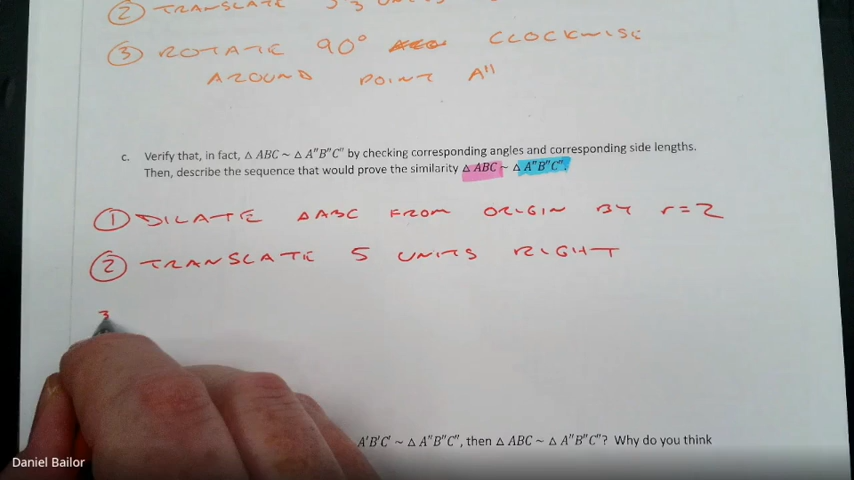 ② TRANSLATE
③ ROTATE 90° CLOCKWISE
AROUND POINT A"
c. Verify that, in fact, △ ABC ~ △ A"B"C" by checking corresponding angles and corresponding side lengths.
Then, describe the sequence that would prove the similarity △ ABC ~ △ A"B"C".
① DILATE △ABC FROM ORIGIN BY r=2
② TRANSLATE 5 UNITS RIGHT
3
A'B'C' ~ △ A"B"C", then △ ABC ~ △ A"B"C"? Why do you think
Daniel Bailor